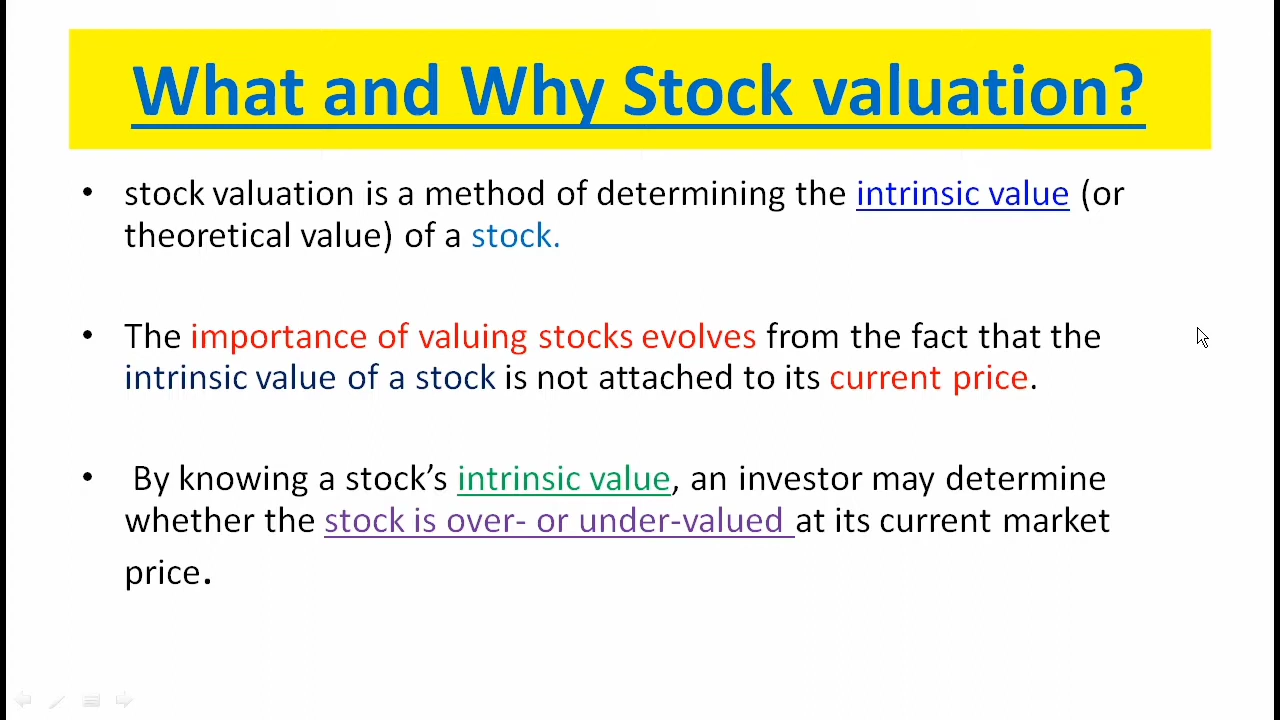 What and Why Stock valuation?
• stock valuation is a method of determining the intrinsic value (or
theoretical value) of a stock.
• The importance of valuing stocks evolves from the fact that the
intrinsic value of a stock is not attached to its current price.
• By knowing a stock’s intrinsic value, an investor may determine
whether the stock is over- or under-valued at its current market
price.